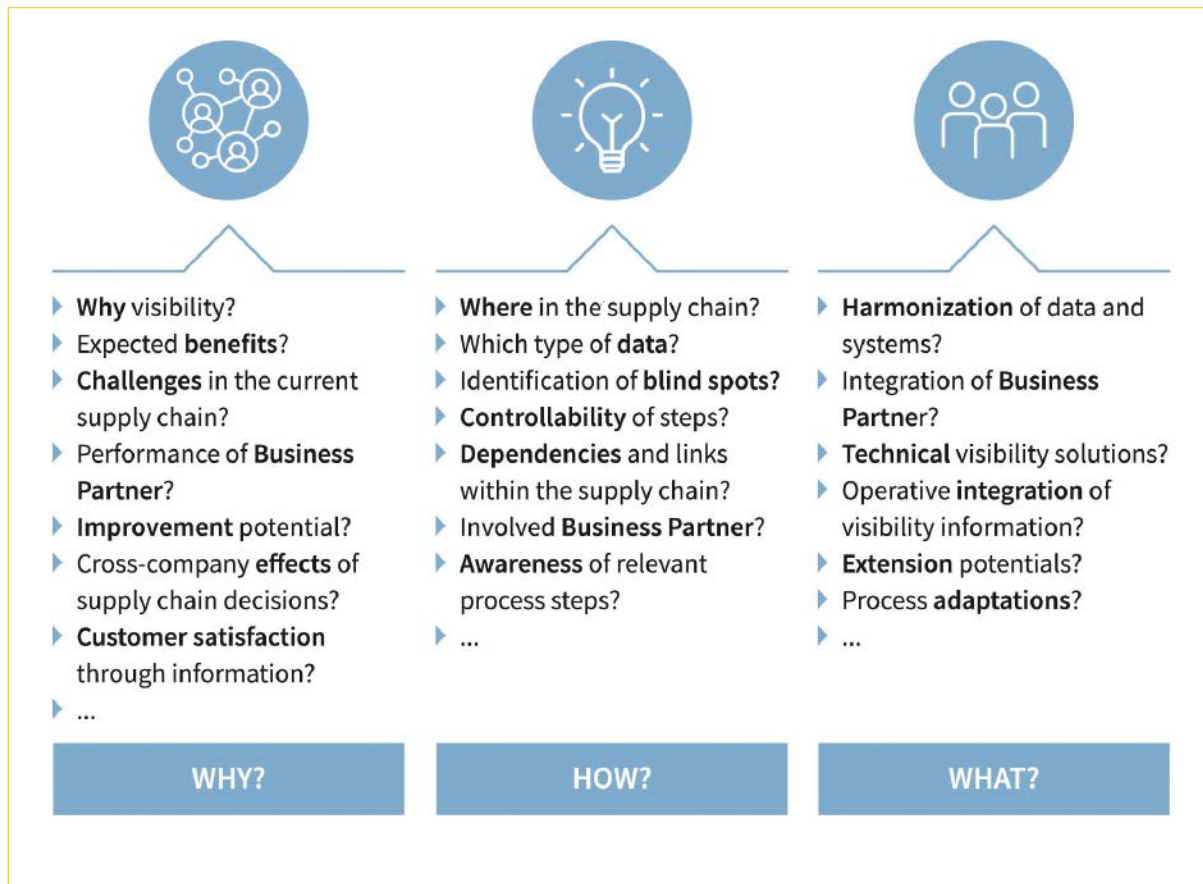 Why visibility?
Expected benefits?
Challenges in the current
supply chain?
Performance of Business
Partner?
Improvement potential?
Cross-company effects of
supply chain decisions?
Customer satisfaction
through information?
...
WHY?
Where in the supply chain?
Which type of data?
Identification of blind spots?
Controllability of steps?
Dependencies and links
within the supply chain?
Involved Business Partner?
Awareness of relevant
process steps?
...
HOW?
Harmonization of data and
systems?
Integration of Business
Partner?
Technical visibility solutions?
Operative integration of
visibility information?
Extension potentials?
Process adaptations?
...
WHAT?